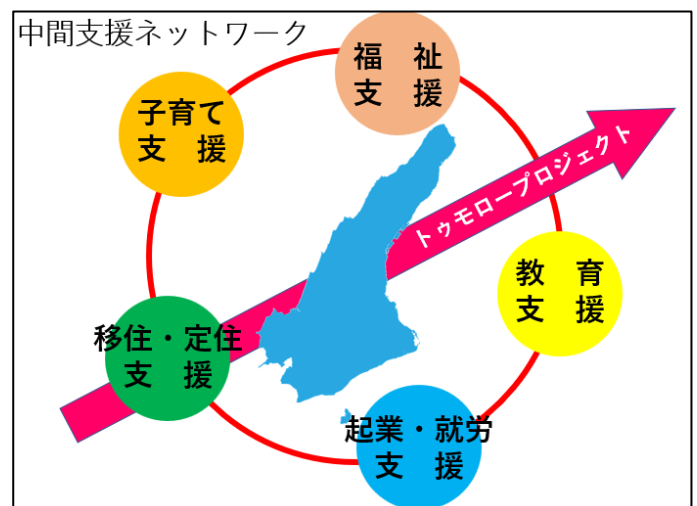 中間支援ネットワーク
福　祉
支　援
子育て
支　援
トゥモロープロジェクト
教　育
支　援
移住・定住
支　援
起業・就労
支　援